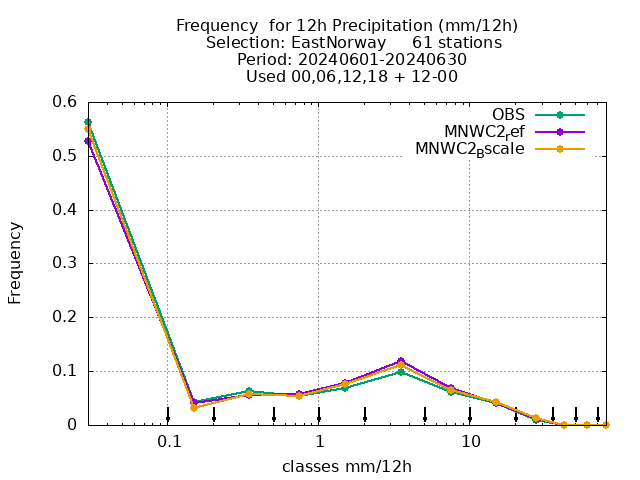 Frequency  for 12h Precipitation (mm/12h)
Selection: EastNorway     61 stations
Period: 20240601-20240630
Used 00,06,12,18 + 12-00
OBS
MNWC2_ref
MNWC2_Bscale
0.6
0.5
0.4
0.3
0.2
0.1
0
Frequency
0.1
1
10
classes mm/12h